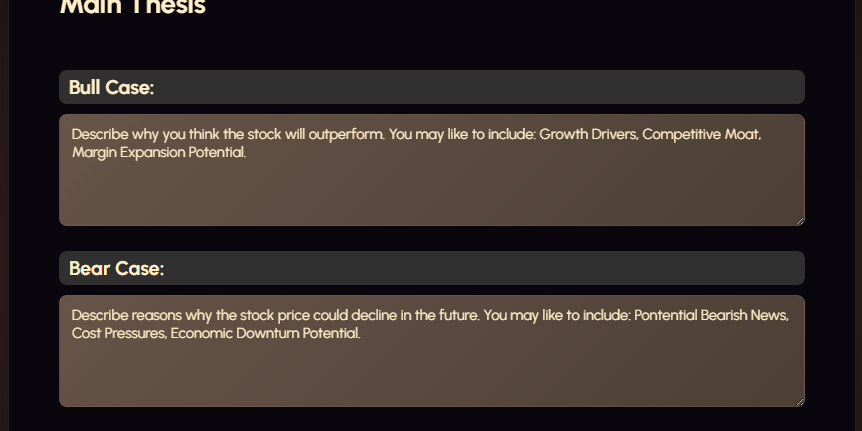 Main Thesis
Bull Case:
Describe why you think the stock will outperform. You may like to include: Growth Drivers, Competitive Moat,
Margin Expansion Potential.
Bear Case:
Describe reasons why the stock price could decline in the future. You may like to include: Pontential Bearish News,
Cost Pressures, Economic Downturn Potential.